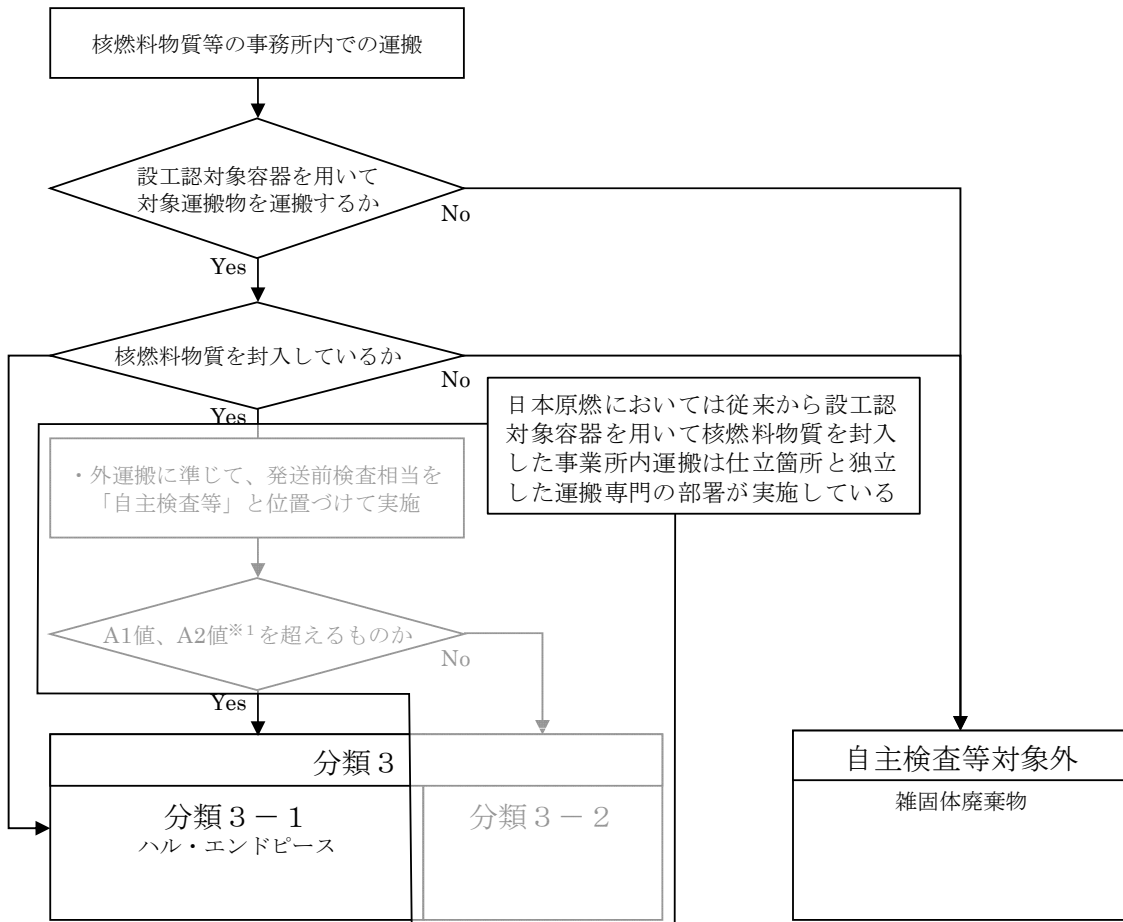 核燃料物質等の事務所内での運搬
設工認対象容器を用いて
対象運搬物を運搬するか
No
Yes
核燃料物質を封入しているか
No
Yes
日本原燃においては従来から設工認
対象容器を用いて核燃料物質を封入
した事業所内運搬は仕立箇所と独立
した運搬専門の部署が実施している
・外運搬に準じて、発送前検査相当を
「自主検査等」と位置づけて実施
A1値、A2値※1を超えるものか
No
Yes
分類3
分類3-1
ハル・エンドピース
分類3-2
自主検査等対象外
雑固体廃棄物